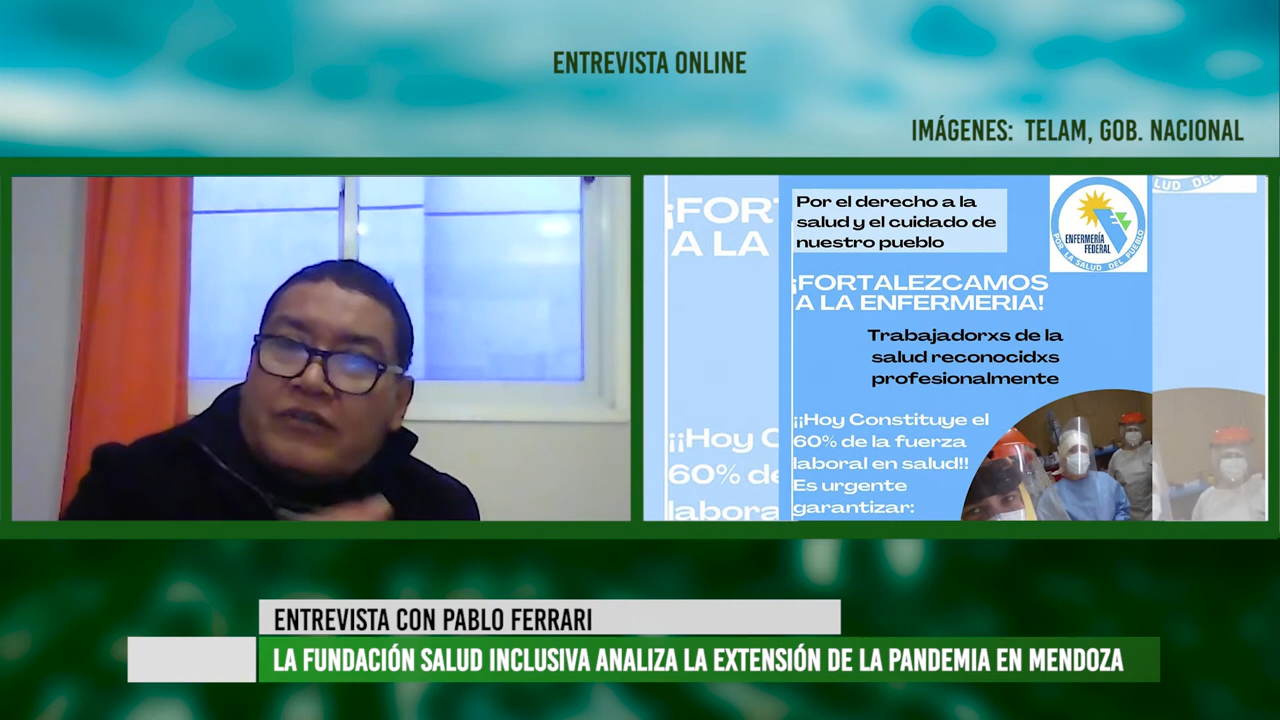 ENTREVISTA ONLINE
IMÁGENES: TELAM, GOB. NACIONAL
¡FOR
A LA
Por el derecho a la
salud y el cuidado de
nuestro pueblo
ENFERMERÍA
FEDERAL
POR LA SALUD DEL PUEBLO
LUD DEL
¡FORTALEZCAMOS
A LA ENFERMERIA!
Trabajadorxs de la
salud reconocidxs
profesionalmente
¡¡Hoy C
60% de
labora
¡¡Hoy Constituye el
60% de la fuerza
laboral en salud!!
Es urgente
garantizar:
ENTREVISTA CON PABLO FERRARI
LA FUNDACIÓN SALUD INCLUSIVA ANALIZA LA EXTENSIÓN DE LA PANDEMIA EN MENDOZA